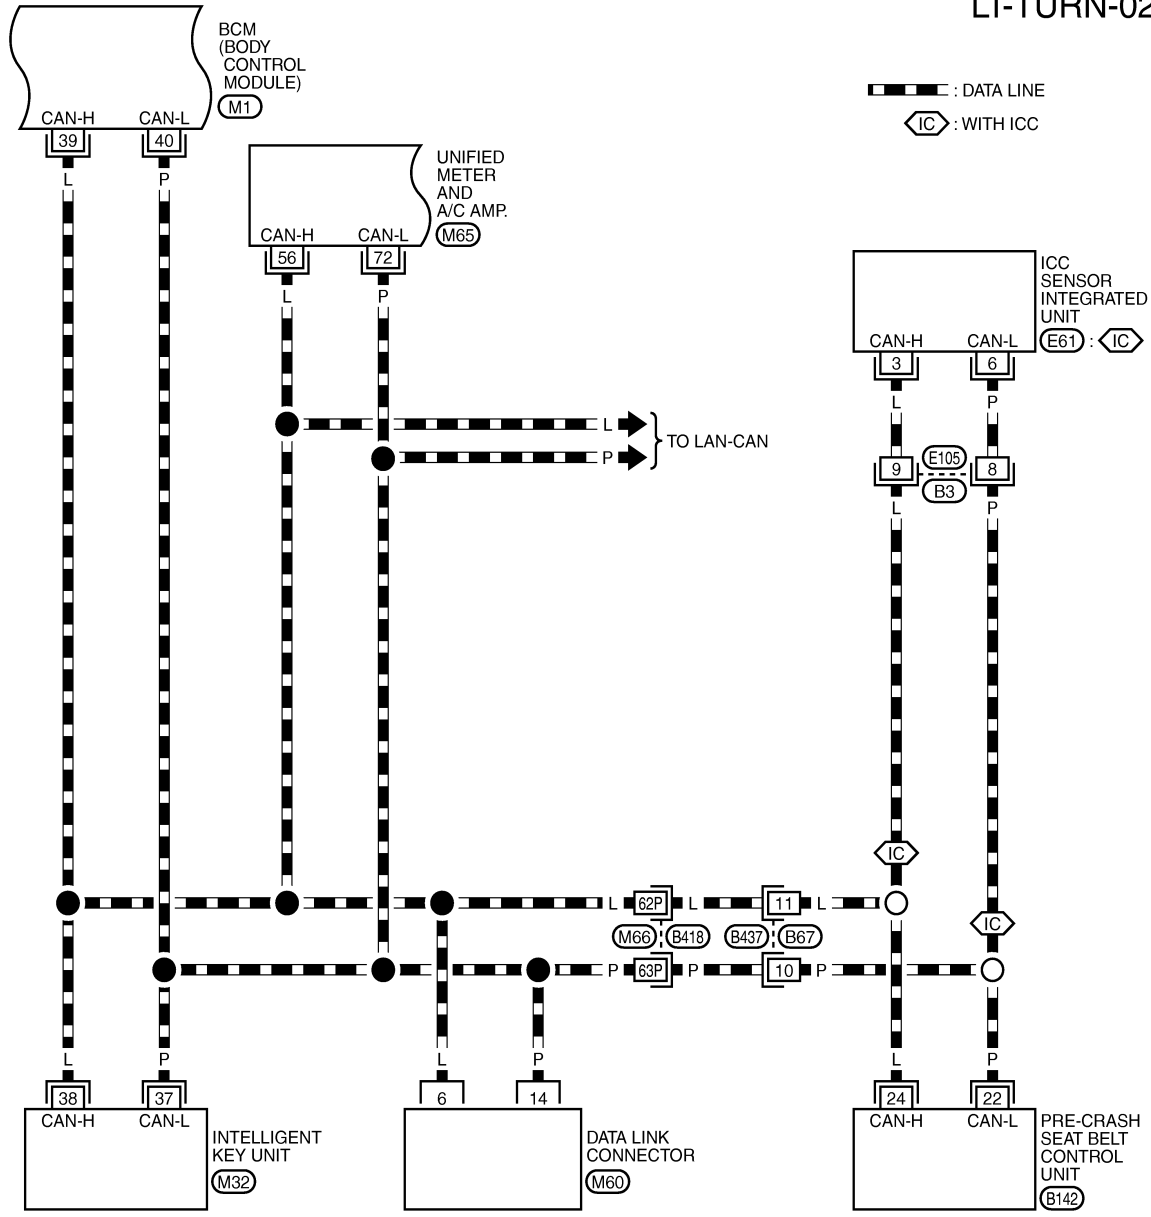 LT-TURN-02
BCM
(BODY
CONTROL
MODULE)
M1
CAN-H
CAN-L
39
40
L
P
: DATA LINE
IC : WITH ICC
UNIFIED
METER
AND
A/C AMP.
M65
CAN-H
CAN-L
56
72
L
P
L
P
TO LAN-CAN
ICC
SENSOR
INTEGRATED
UNIT
E61 : IC
CAN-H
CAN-L
3
6
L
P
9
E105
8
B3
L
P
IC
IC
L
62P
L
11
L
M66
B418
B437
B67
P
63P
P
10
P
L
P
L
P
L
P
38
37
6
14
24
22
CAN-H
CAN-L
CAN-H
CAN-L
INTELLIGENT
KEY UNIT
M32
DATA LINK
CONNECTOR
M60
PRE-CRASH
SEAT BELT
CONTROL
UNIT
B142